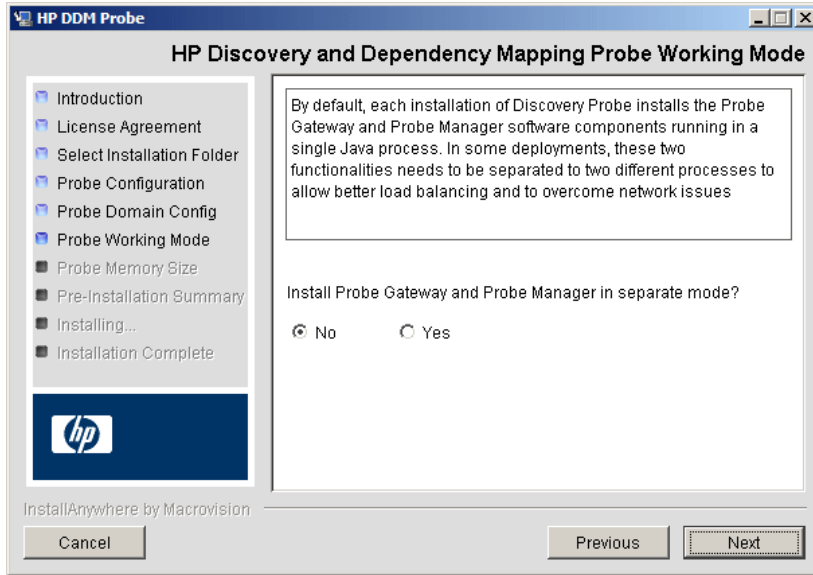 HP DDM Probe
HP Discovery and Dependency Mapping Probe Working Mode
Introduction
License Agreement
Select Installation Folder
Probe Configuration
Probe Domain Config
Probe Working Mode
Probe Memory Size
Pre-Installation Summary
Installing...
Installation Complete
hp
By default, each installation of Discovery Probe installs the Probe
Gateway and Probe Manager software components running in a
single Java process. In some deployments, these two
functionalities needs to be separated to two different processes to
allow better load balancing and to overcome network issues
Install Probe Gateway and Probe Manager in separate mode?
No
Yes
InstallAnywhere by Macrovision
Cancel
Previous
Next